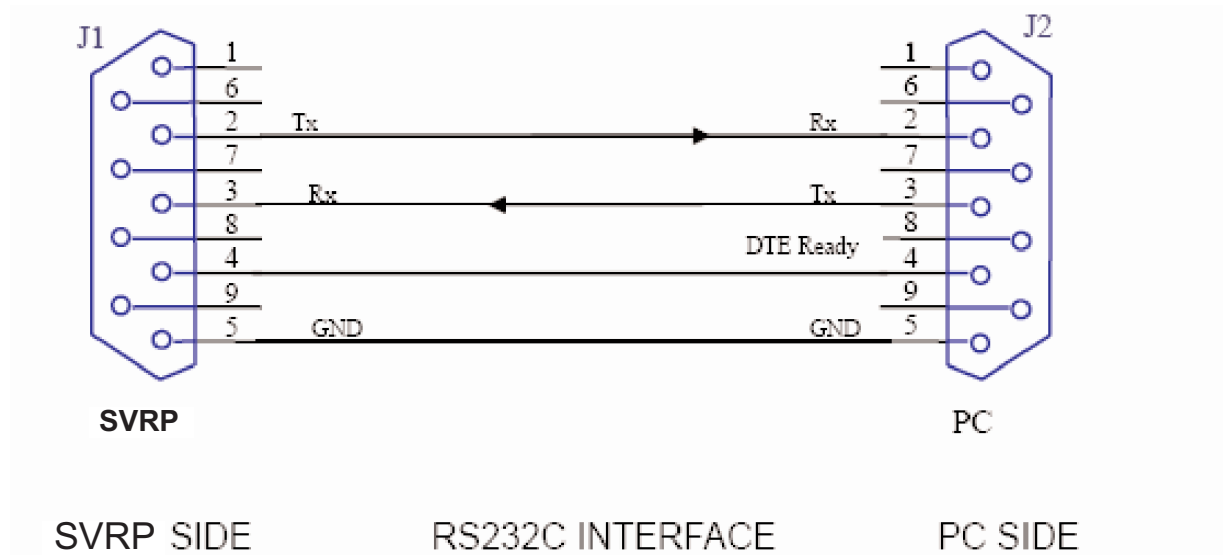 J1 J2
1 1
6 6
2 Tx Rx 2
7 7
3 Rx Tx 3
8 DTE Ready 8
4 4
9 9
5 GND GND 5
SVRP PC
SVRP SIDE RS232C INTERFACE PC SIDE